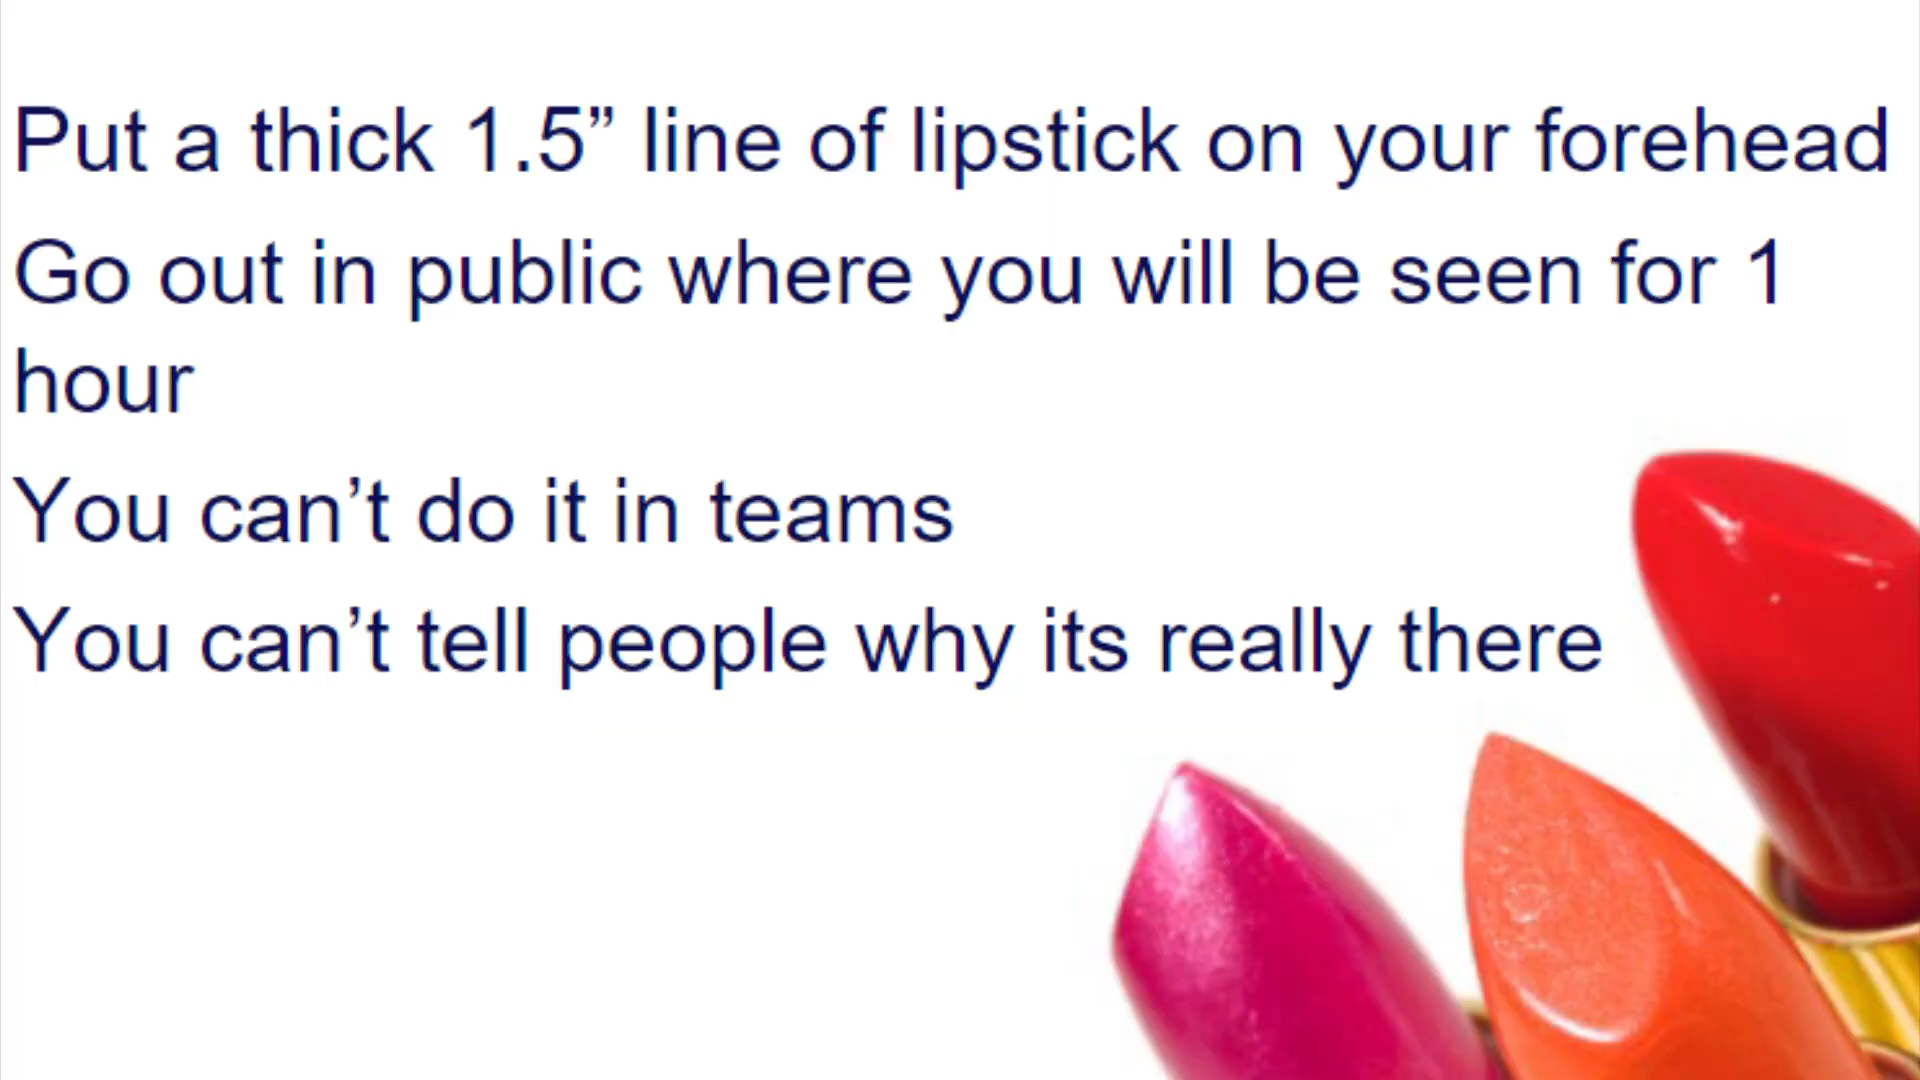 Put a thick 1.5” line of lipstick on your forehead
Go out in public where you will be seen for 1
hour
You can’t do it in teams
You can’t tell people why its really there